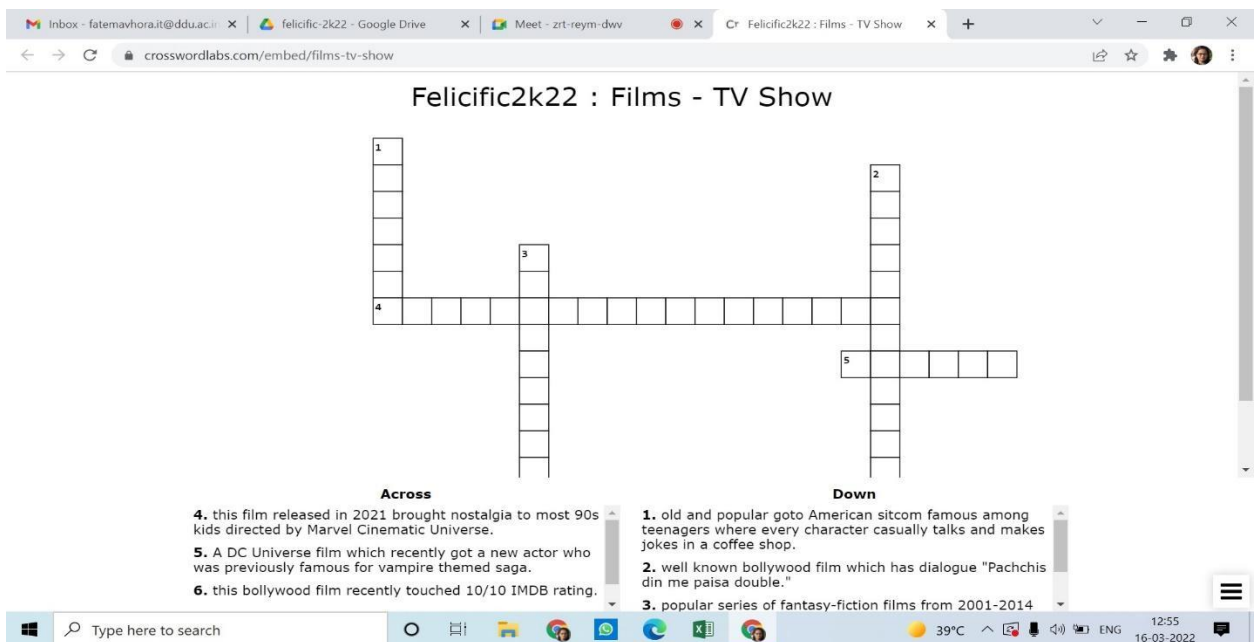 Inbox - fatemavhora.it@ddu.ac.in
felicific-2k22 - Google Drive
Meet - zrt-reym-dwv
Cr Felicific2k22 : Films - TV Show
crosswordlabs.com/embed/films-tv-show
Felicific2k22 : Films - TV Show
1
2
3
4
5
Across
4. this film released in 2021 brought nostalgia to most 90s
kids directed by Marvel Cinematic Universe.
5. A DC Universe film which recently got a new actor who
was previously famous for vampire themed saga.
6. this bollywood film recently touched 10/10 IMDB rating.
Down
1. old and popular goto American sitcom famous among
teenagers where every character casually talks and makes
jokes in a coffee shop.
2. well known bollywood film which has dialogue "Pachchis
din me paisa double."
3. popular series of fantasy-fiction films from 2001-2014
Type here to search
39°C
ENG
12:55
16-03-2022